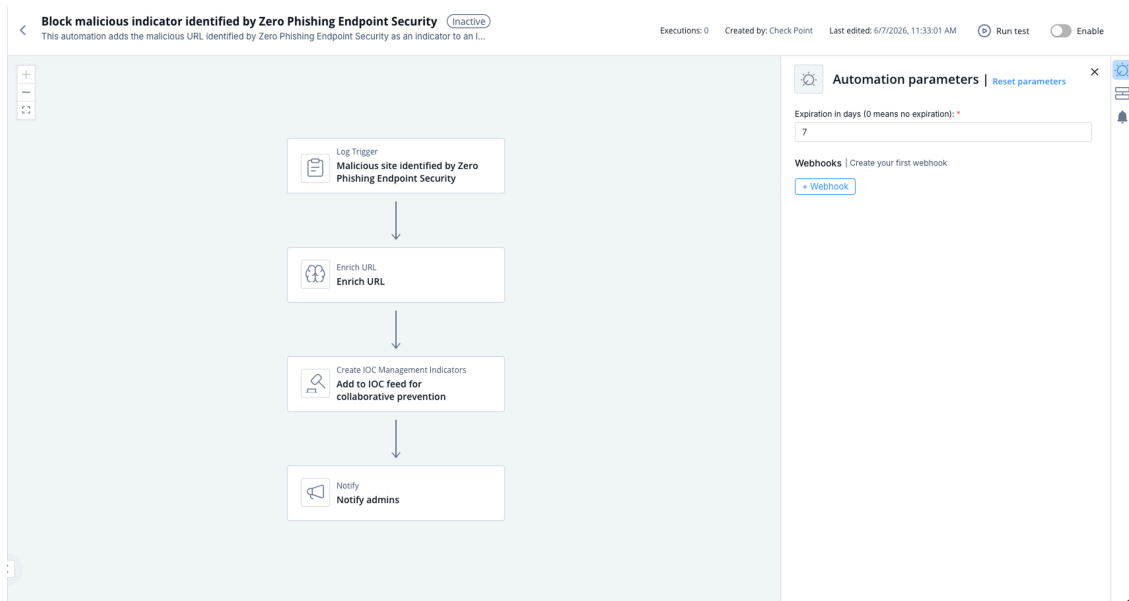 Block malicious indicator identified by Zero Phishing Endpoint Security Inactive
This automation adds the malicious URL identified by Zero Phishing Endpoint Security as an indicator to an I...
Executions: 0 Created by: Check Point Last edited: 6/7/2026, 11:33:01 AM Run test Enable
Automation parameters | Reset parameters
Expiration in days (0 means no expiration): *
7
Webhooks | Create your first webhook
+ Webhook
Log Trigger
Malicious site identified by Zero
Phishing Endpoint Security
Enrich URL
Enrich URL
Create IOC Management Indicators
Add to IOC feed for
collaborative prevention
Notify
Notify admins